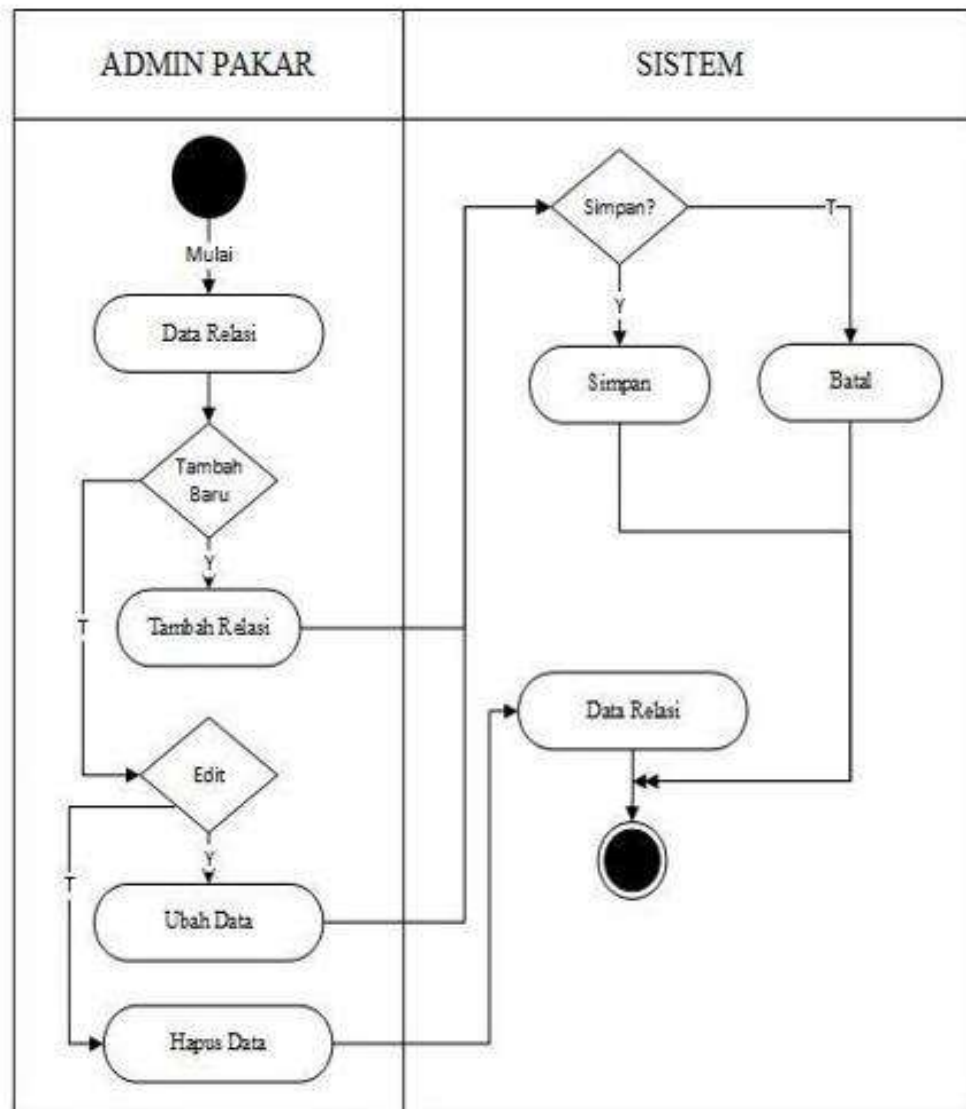 ADMIN PAKAR
SISTEM
Mulai
Data Relasi
Tambah
Baru
Y
T
Tambah Relasi
Edit
Y
T
Ubah Data
Hapus Data
Simpan?
T
Y
Simpan
Batal
Data Relasi